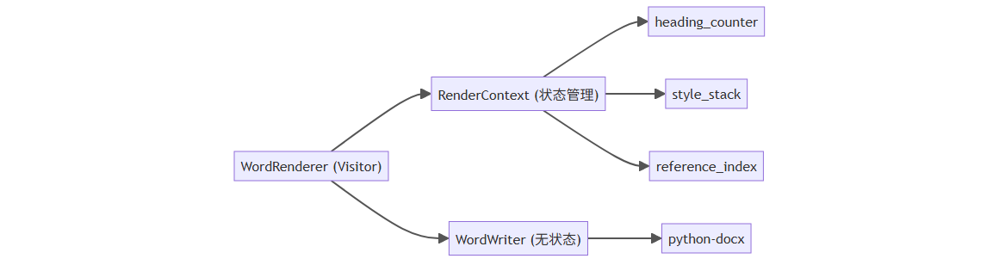 heading_counter
RenderContext (状态管理)
style_stack
WordRenderer (Visitor)
reference_index
WordWriter (无状态)
python-docx